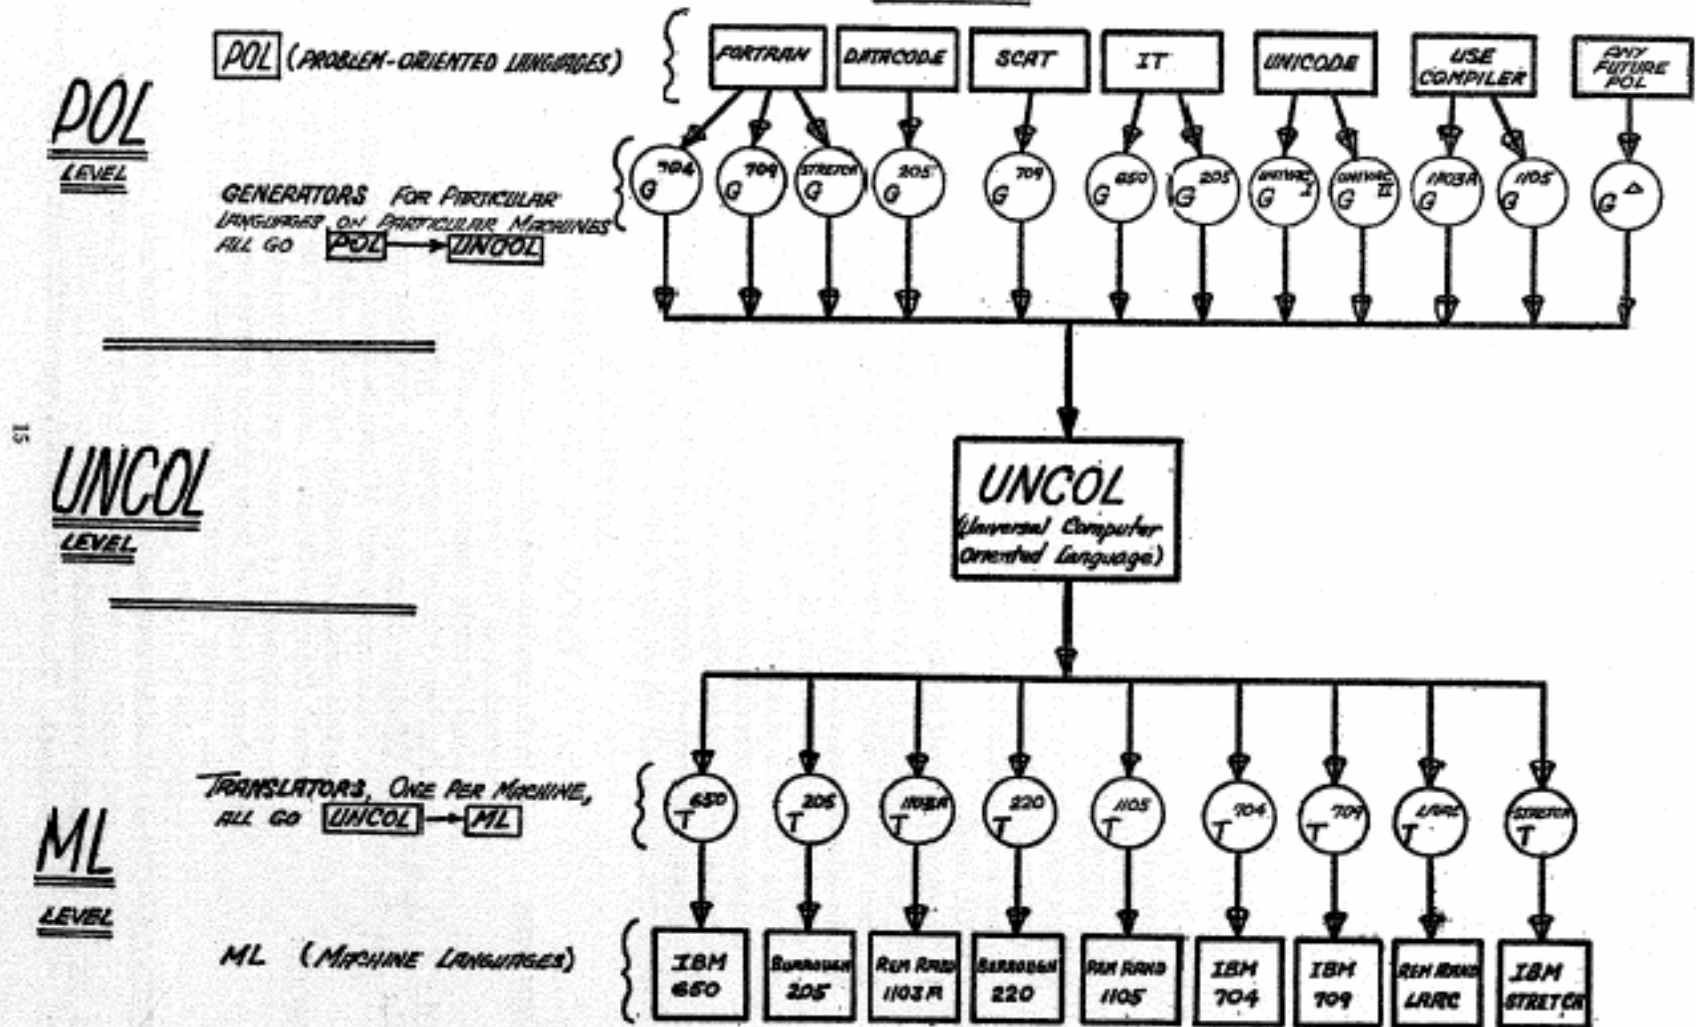 POL (PROBLEM-ORIENTED LANGUAGES)
FORTRAN
DATACODE
SCAT
IT
UNICODE
USE
COMPILER
ANY
FUTURE
POL
POL
LEVEL
GENERATORS FOR PARTICULAR
LANGUAGES ON PARTICULAR MACHINES
ALL GO POL UNCOL
G 704
G 709
G STRETCH
G 205
G 709
G 650
G 205
G UNIVAC I
G UNIVAC II
G 1103A
G 1105
G Δ
15
UNCOL
LEVEL
UNCOL
(Universal Computer
Oriented Language)
TRANSLATORS, ONE PER MACHINE,
ALL GO UNCOL ML
T 650
T 205
T 1103A
T 220
T 1105
T 704
T 709
T LARC
T STRETCH
ML
LEVEL
ML (MACHINE LANGUAGES)
IBM
650
BURROUGH
205
REM RAND
1103A
BURROUGH
220
REM RAND
1105
IBM
704
IBM
709
REM RAND
LARC
IBM
STRETCH